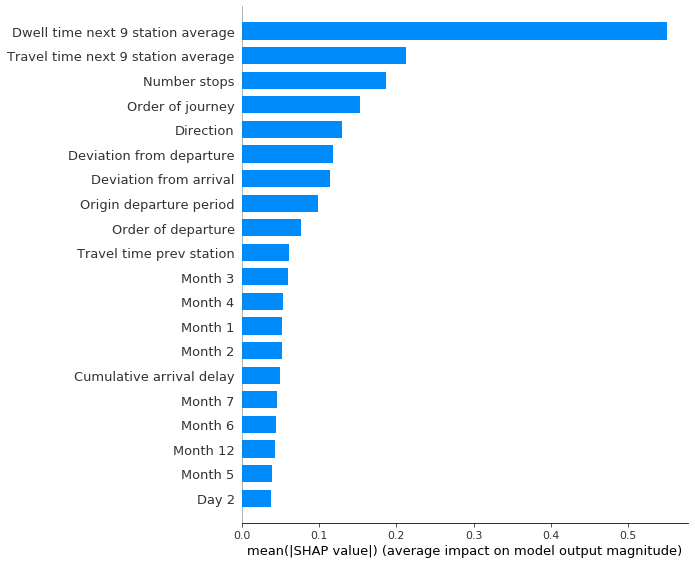 Dwell time next 9 station average
Travel time next 9 station average
Number stops
Order of journey
Direction
Deviation from departure
Deviation from arrival
Origin departure period
Order of departure
Travel time prev station
Month 3
Month 4
Month 1
Month 2
Cumulative arrival delay
Month 7
Month 6
Month 12
Month 5
Day 2
0.0 0.1 0.2 0.3 0.4 0.5
mean(|SHAP value|) (average impact on model output magnitude)